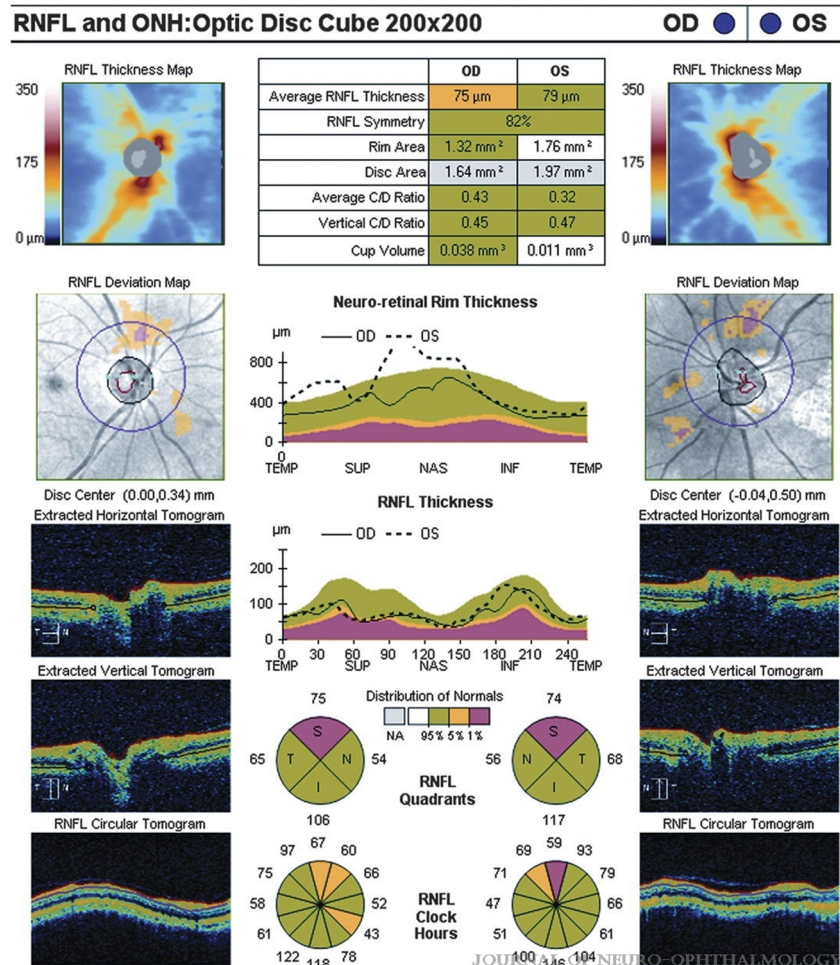 RNFL and ONH:Optic Disc Cube 200x200 OD OS
RNFL Thickness Map
350
175
0 µm
OD OS
Average RNFL Thickness 75 µm 79 µm
RNFL Symmetry 82%
Rim Area 1.32 mm² 1.76 mm²
Disc Area 1.64 mm² 1.97 mm²
Average C/D Ratio 0.43 0.32
Vertical C/D Ratio 0.45 0.47
Cup Volume 0.038 mm³ 0.011 mm³
RNFL Thickness Map
350
175
0 µm
RNFL Deviation Map
Disc Center (0.00,0.34) mm
Neuro-retinal Rim Thickness
µm OD OS
800
400
0
TEMP SUP NAS INF TEMP
RNFL Deviation Map
Disc Center (-0.04,0.50) mm
Extracted Horizontal Tomogram
T N
RNFL Thickness
µm OD OS
200
100
0
0 30 60 90 120 150 180 210 240
TEMP SUP NAS INF TEMP
Extracted Horizontal Tomogram
N T
Extracted Vertical Tomogram
T N
Distribution of Normals
NA 95% 5% 1%
75
S
65 T N 54
I
106
RNFL
Quadrants
74
S
56 N T 68
I
117
Extracted Vertical Tomogram
N T
RNFL Circular Tomogram
97 67 60
75 66
58 52
61 43
122 118 78
RNFL
Clock
Hours
69 59 93
71 79
47 66
51 61
100 146 104
RNFL Circular Tomogram
JOURNAL OF NEURO-OPHTHALMOLOGY